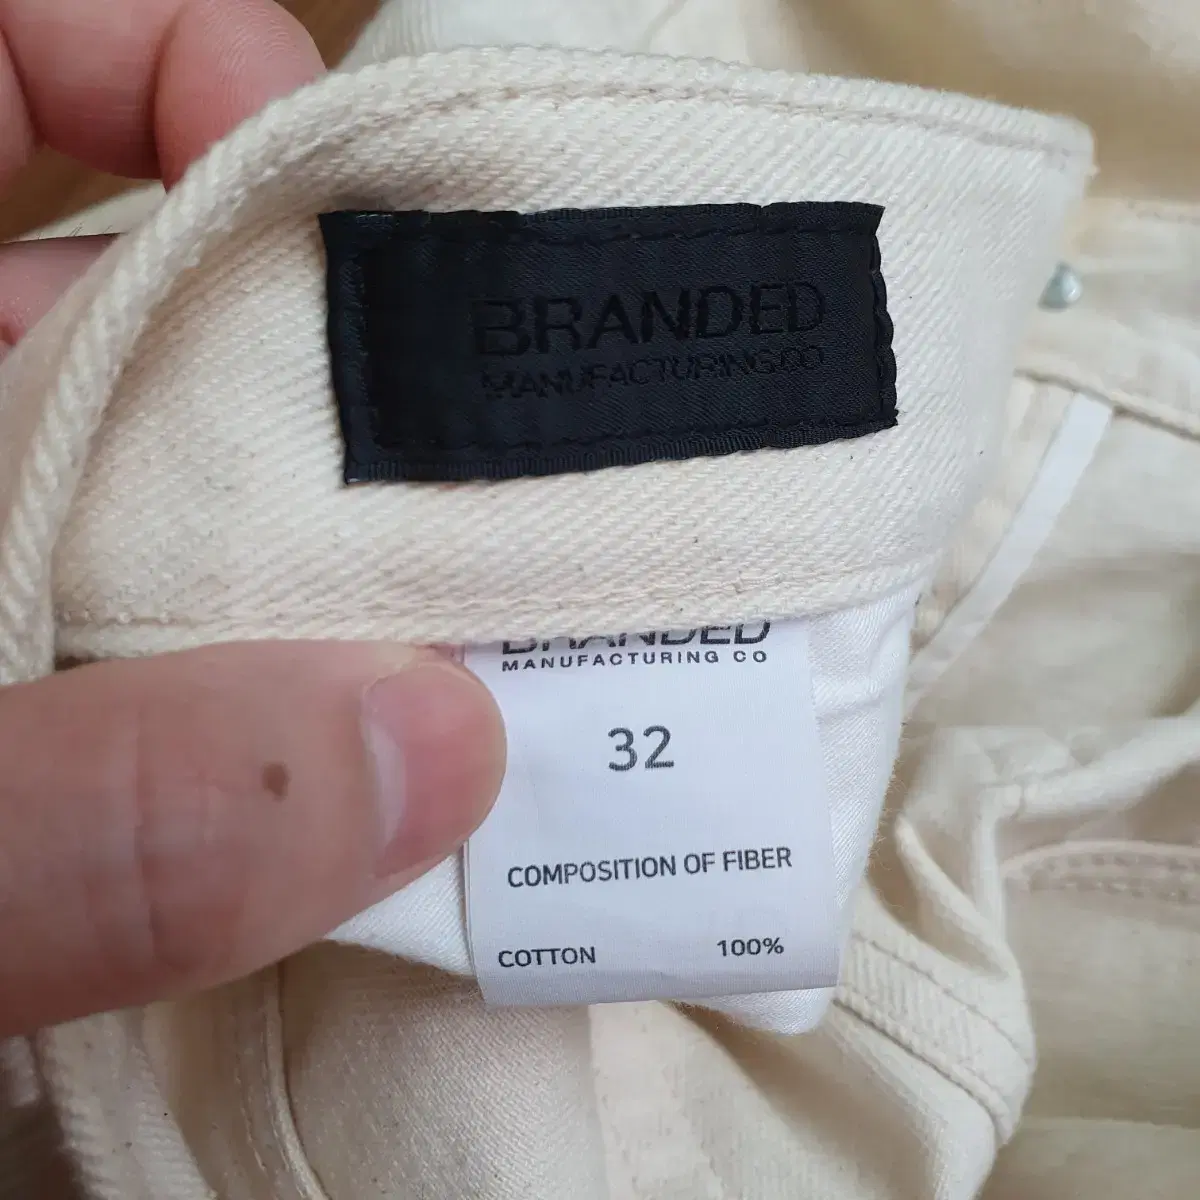 BRANDED
MANUFACTURING CO
BRANDED
MANUFACTURING CO
32
COMPOSITION OF FIBER
COTTON 100%